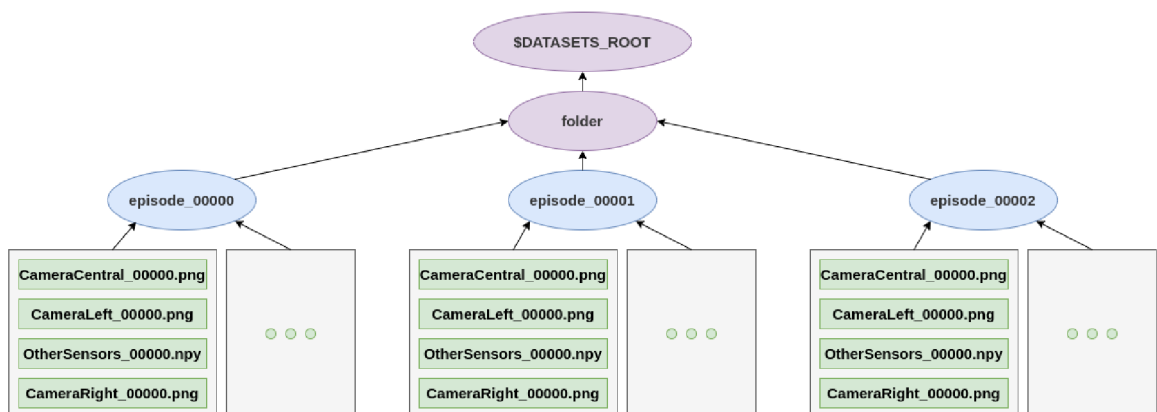 $DATASETS_ROOT
folder
episode_00000
episode_00001
episode_00002
CameraCentral_00000.png
CameraLeft_00000.png
OtherSensors_00000.npy
CameraRight_00000.png
CameraCentral_00000.png
CameraLeft_00000.png
OtherSensors_00000.npy
CameraRight_00000.png
CameraCentral_00000.png
CameraLeft_00000.png
OtherSensors_00000.npy
CameraRight_00000.png